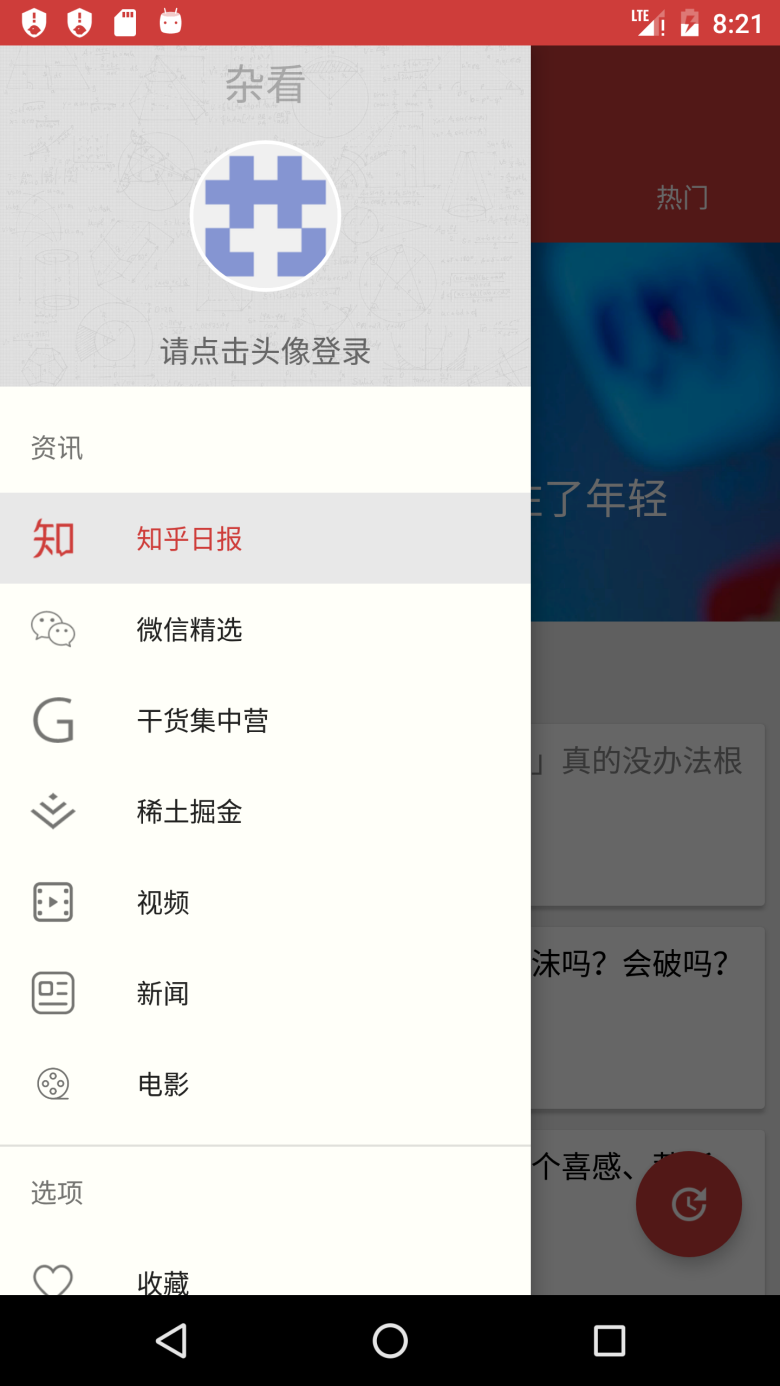 LTE 8:21
杂看
热门
请点击头像登录
资讯
生了年轻
知
知乎日报
微信精选
G
干货集中营
」真的没办法根
稀土掘金
视频
沫吗?会破吗?
新闻
电影
个喜感、
选项
收藏